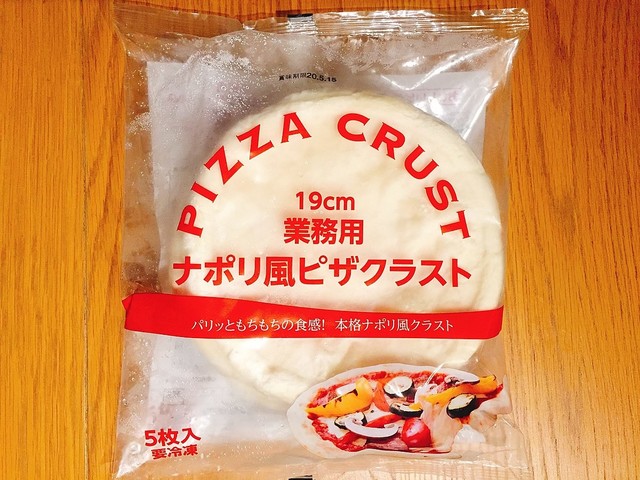 賞味期限20.5.18
PIZZA CRUST
19cm
業務用
ナポリ風ピザクラスト
パリッともちもちの食感! 本格ナポリ風クラスト
5枚入
要冷凍